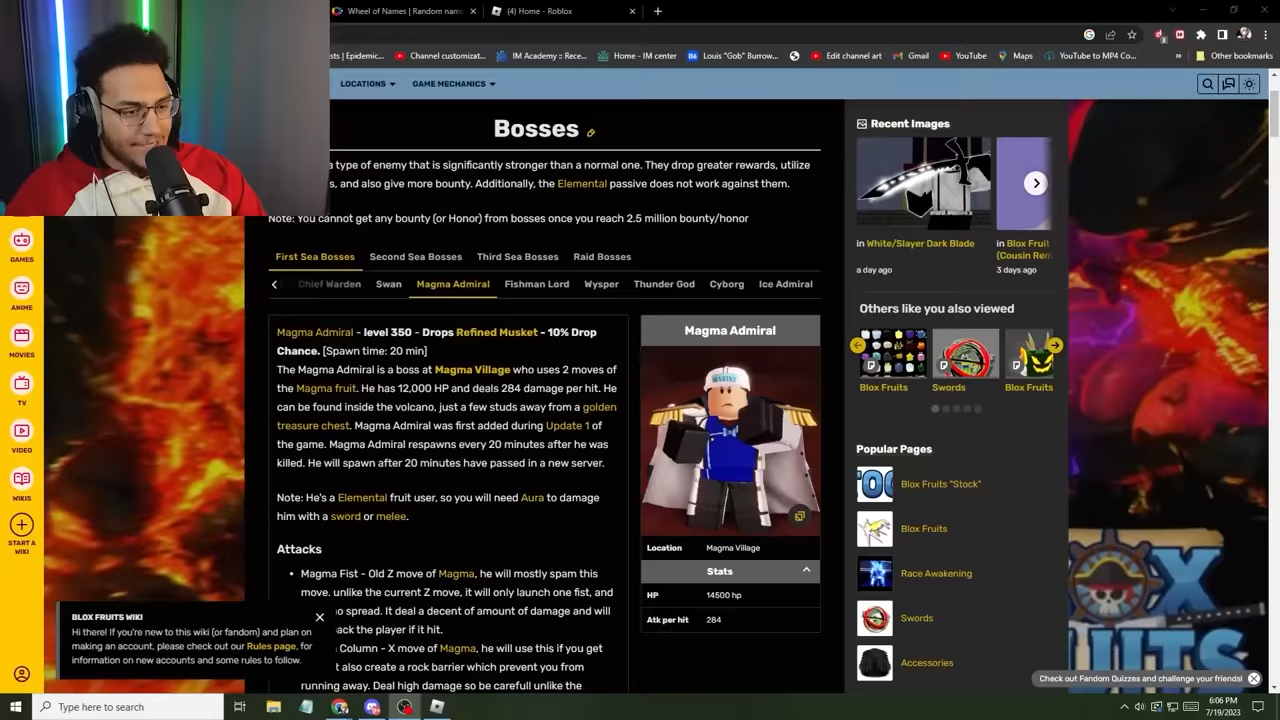 Wheel of Names | Random name
(4) Home - Roblox
sts | Epidemic...
Channel customizat...
IM Academy :: Rece...
Home - IM center
Louis "Gob" Burrow...
Edit channel art
Gmail
YouTube
Maps
YouTube to MP4 Co...
Other bookmarks
LOCATIONS
GAME MECHANICS
Bosses
a type of enemy that is significantly stronger than a normal one. They drop greater rewards, utilize
s, and also give more bounty. Additionally, the Elemental passive does not work against them.
Note: You cannot get any bounty (or Honor) from bosses once you reach 2.5 million bounty/honor
First Sea Bosses
Second Sea Bosses
Third Sea Bosses
Raid Bosses
Chief Warden
Swan
Magma Admiral
Fishman Lord
Wysper
Thunder God
Cyborg
Ice Admiral
Magma Admiral - level 350 - Drops Refined Musket - 10% Drop
Chance. [Spawn time: 20 min]
The Magma Admiral is a boss at Magma Village who uses 2 moves of
the Magma fruit. He has 12,000 HP and deals 284 damage per hit. He
can be found inside the volcano, just a few studs away from a golden
treasure chest. Magma Admiral was first added during Update 1 of
the game. Magma Admiral respawns every 20 minutes after he was
killed. He will spawn after 20 minutes have passed in a new server.
Note: He's a Elemental fruit user, so you will need Aura to damage
him with a sword or melee.
Attacks
• Magma Fist - Old Z move of Magma, he will mostly spam this
move. unlike the current Z move, it will only launch one fist, and
no spread. It deal a decent of amount of damage and will
ack the player if it hit.
Column - X move of Magma, he will use this if you get
t also create a rock barrier which prevent you from
running away. Deal high damage so be carefull unlike the
Magma Admiral
MARINE
Location
Magma Village
Stats
HP
14500 hp
Atk per hit
284
Recent Images
in White/Slayer Dark Blade
a day ago
in Blox Fruit
(Cousin Rem
3 days ago
Others like you also viewed
Blox Fruits
Swords
Blox Fruits
Popular Pages
Blox Fruits "Stock"
Blox Fruits
Race Awakening
Swords
Accessories
GAMES
ANIME
MOVIES
TV
VIDEO
WIKIS
START A
WIKI
BLOX FRUITS WIKI
Hi there! If you're new to this wiki (or fandom) and plan on
making an account, please check out our Rules page, for
information on new accounts and some rules to follow.
Check out Fandom Quizzes and challenge your friends!
Type here to search
6:06 PM
7/19/2023